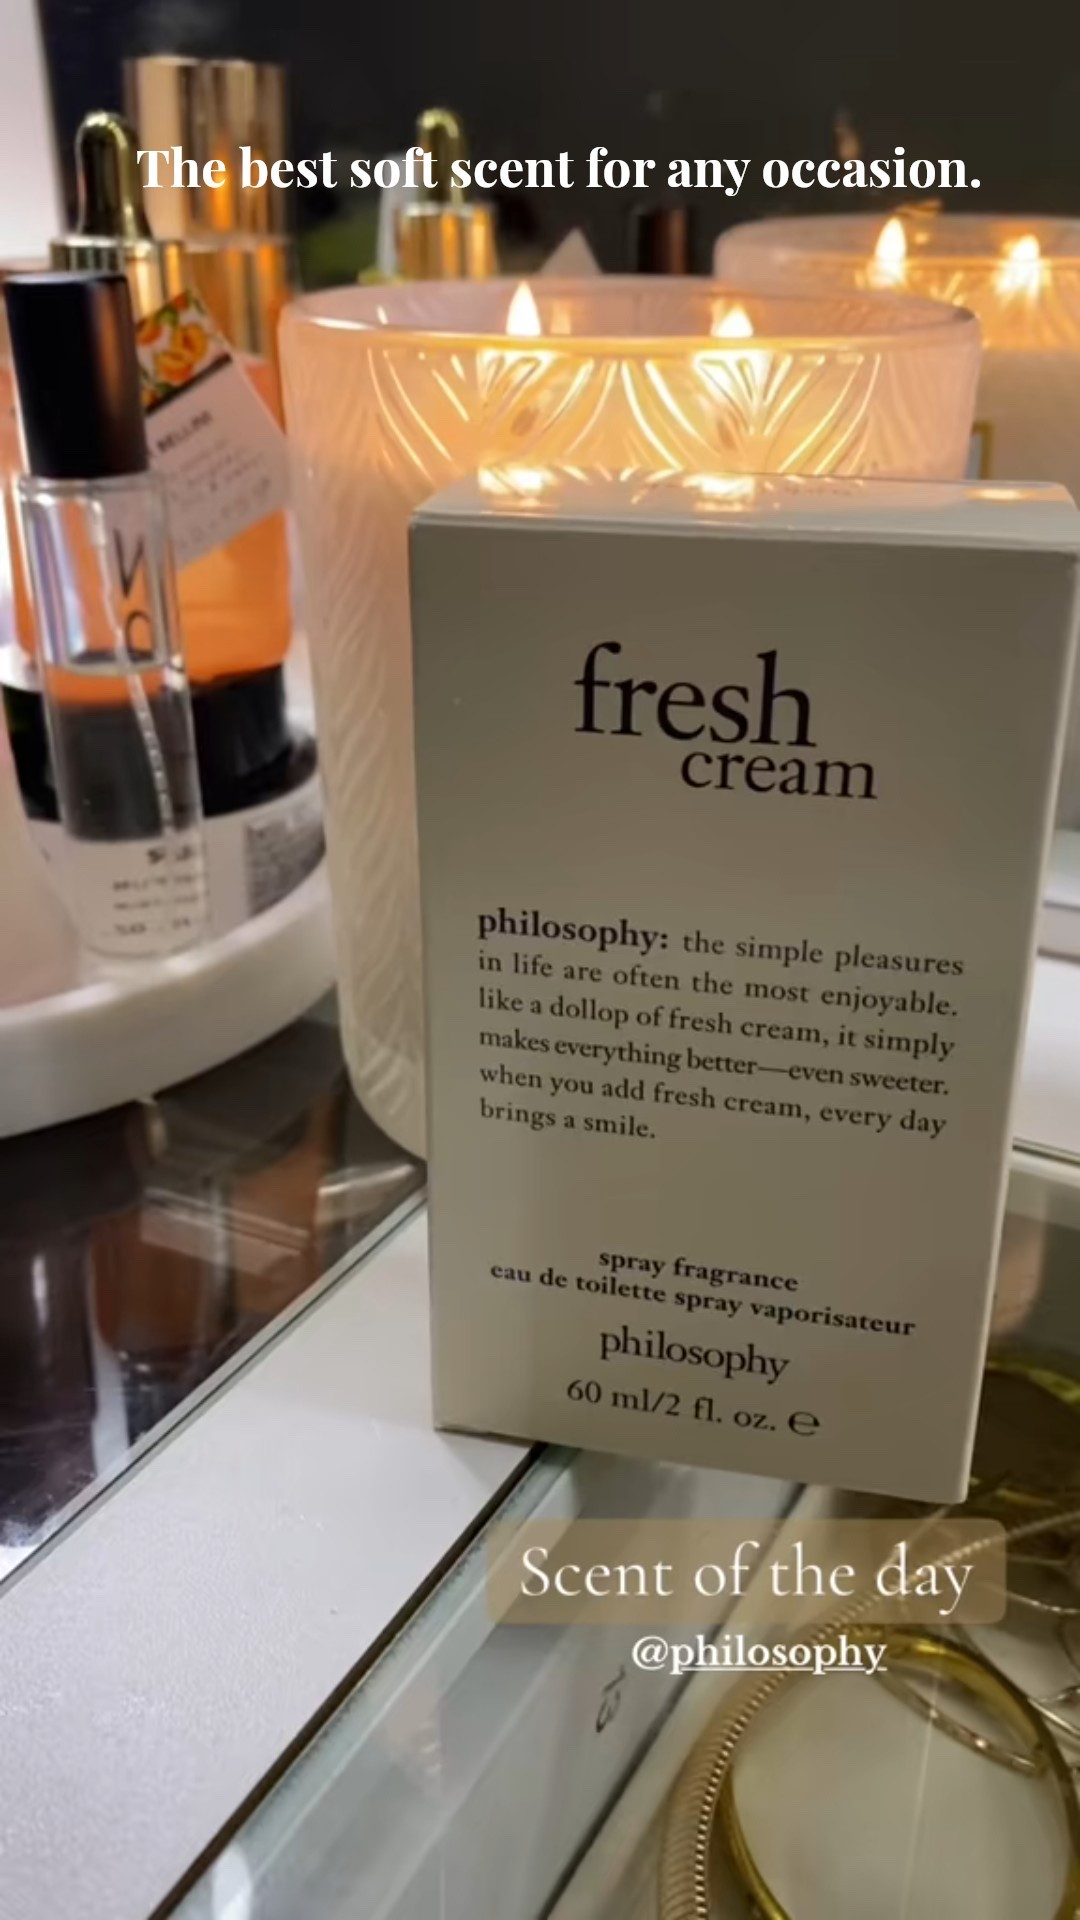 The best soft scent for any occasion.
BELLINI
fresh
cream
philosophy: the simple pleasures
in life are often the most enjoyable.
like a dollop of fresh cream, it simply
makes everything better—even sweeter.
when you add fresh cream, every day
brings a smile.
spray fragrance
eau de toilette spray vaporisateur
philosophy
60 ml/2 fl. oz. ℮
Scent of the day
@philosophy